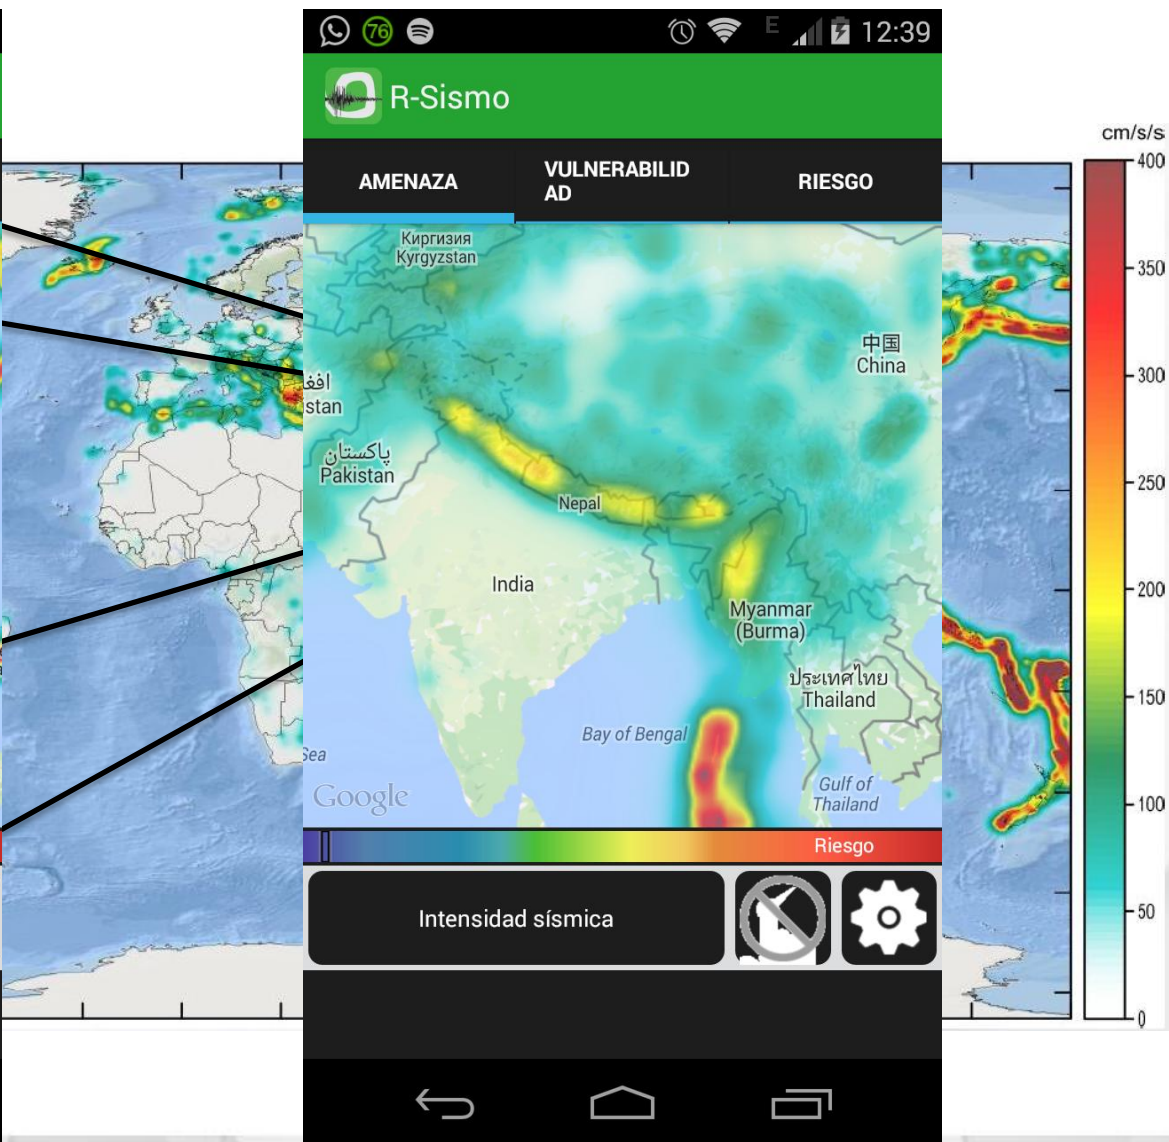 76
E
12:39
R-Sismo
AMENAZA
VULNERABILID
AD
RIESGO
Киргизия
Kyrgyzstan
中国
China
افغ
stan
پاکستان
Pakistan
Nepal
India
Myanmar
(Burma)
ประเทศไทย
Thailand
Bay of Bengal
Sea
Gulf of
Thailand
Google
Riesgo
Intensidad sísmica
cm/s/s
400
350
300
250
200
150
100
50
0